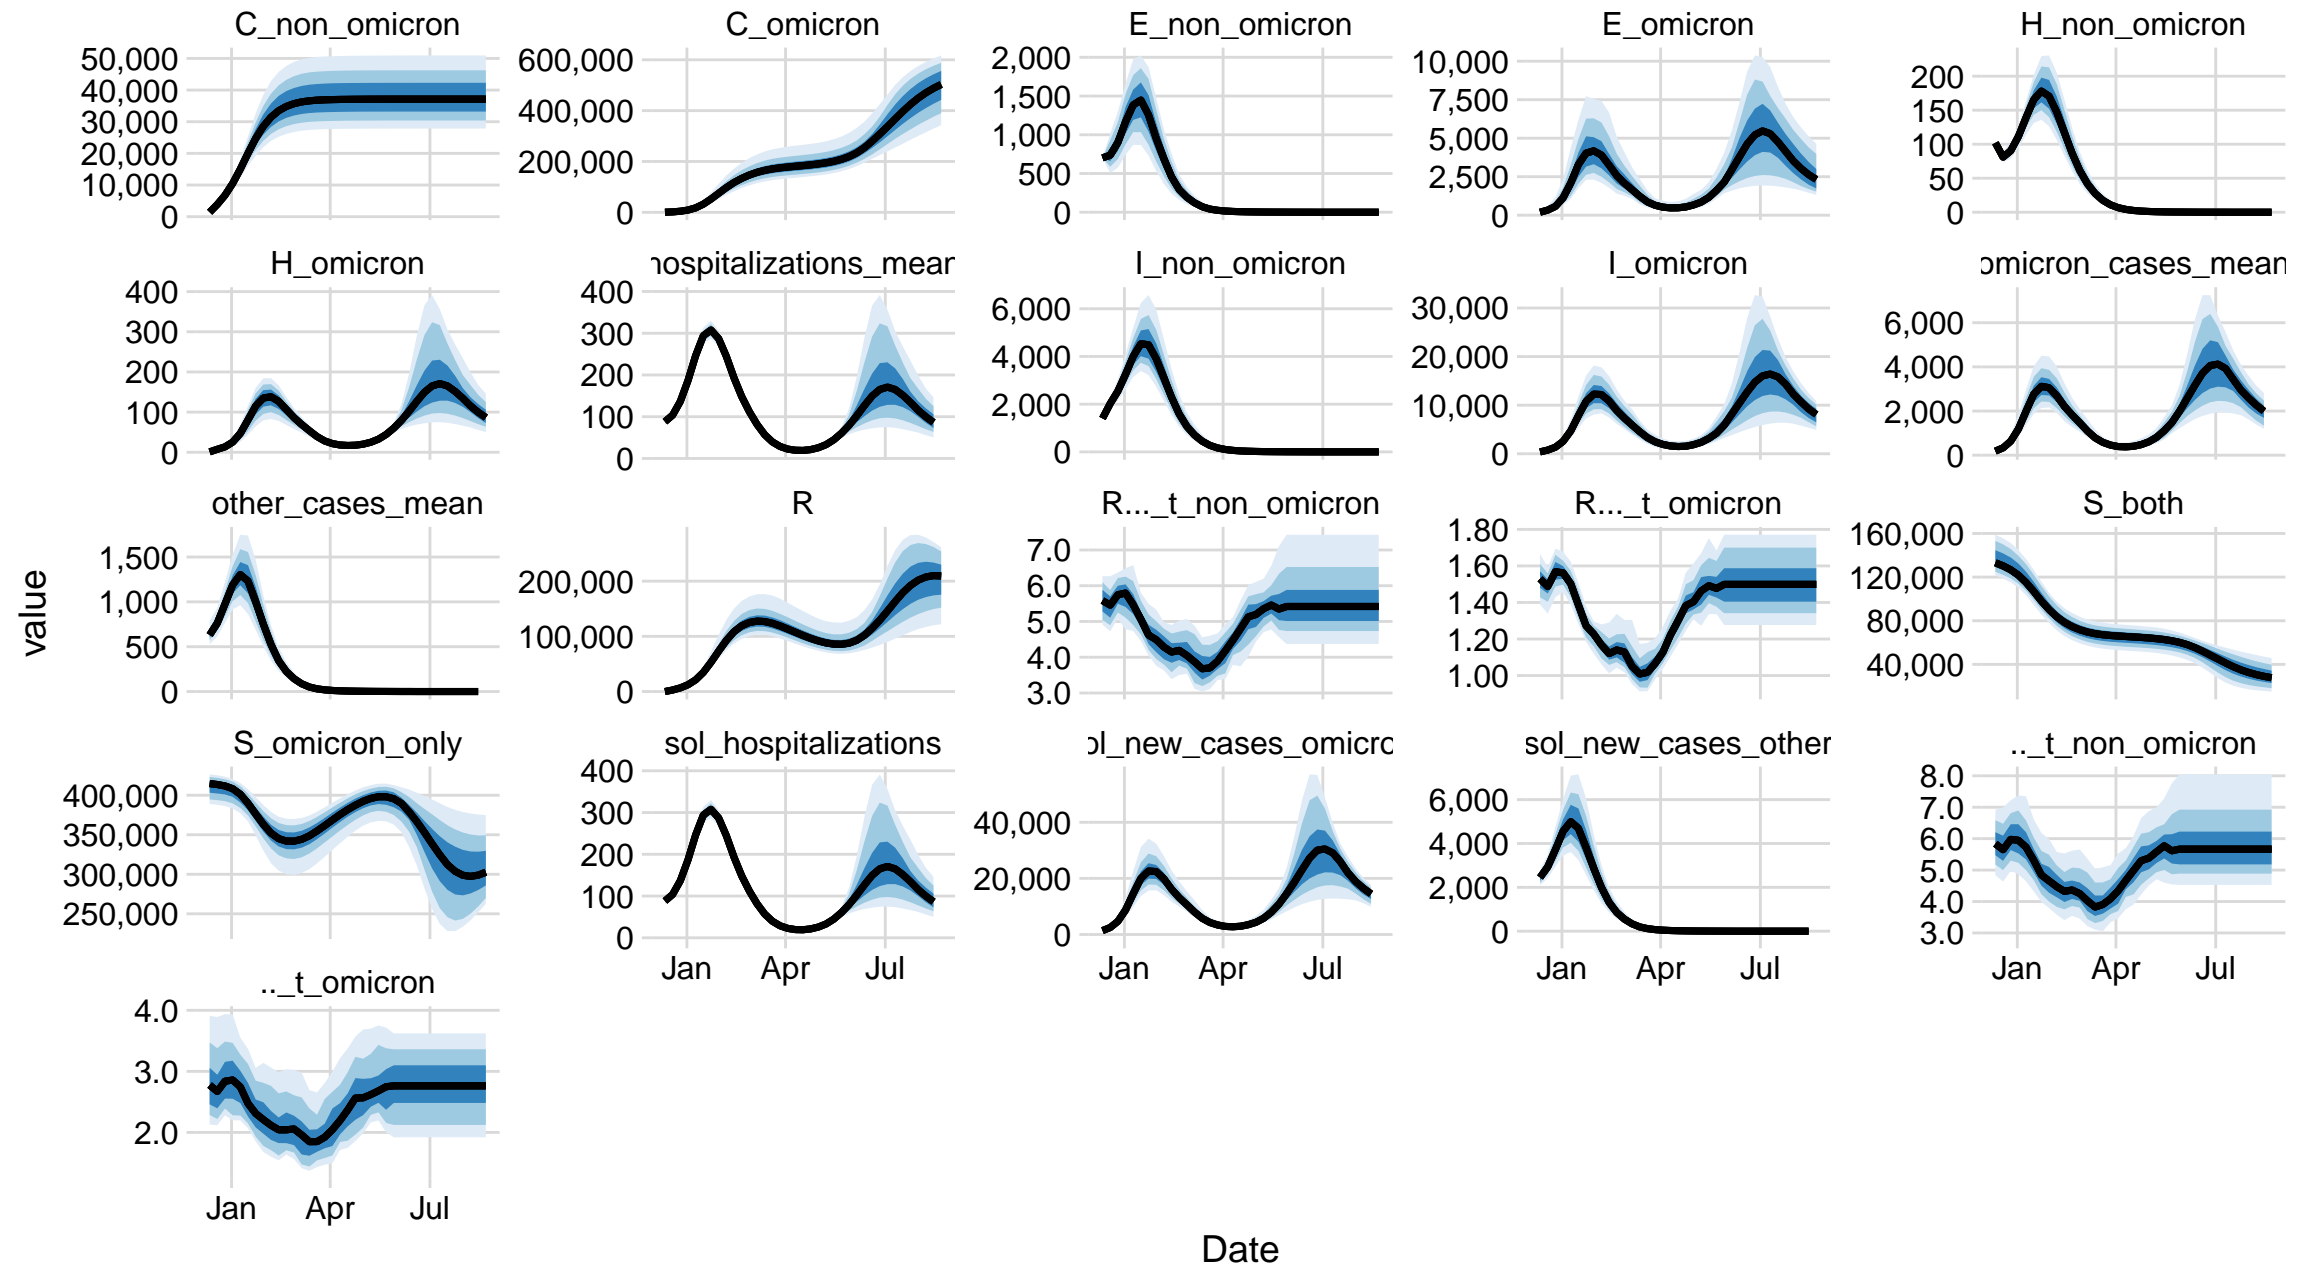 C_non_omicron C_omicron E_non_omicron E_omicron H_non_omicron
50,000 40,000 30,000 20,000 10,000 0
600,000 400,000 200,000 0
2,000 1,500 1,000 500 0
10,000 7,500 5,000 2,500 0
200 150 100 50 0
H_omicron hospitalizations_mean I_non_omicron I_omicron omicron_cases_mean
400 300 200 100 0
400 300 200 100 0
6,000 4,000 2,000 0
30,000 20,000 10,000 0
6,000 4,000 2,000 0
other_cases_mean R R..._t_non_omicron R..._t_omicron S_both
1,500 1,000 500 0
200,000 100,000 0
7.0 6.0 5.0 4.0 3.0
1.80 1.60 1.40 1.20 1.00
160,000 120,000 80,000 40,000
value
S_omicron_only sol_hospitalizations ol_new_cases_omicro sol_new_cases_other .._t_non_omicron
400,000 350,000 300,000 250,000
400 300 200 100 0
40,000 20,000 0
6,000 4,000 2,000 0
8.0 7.0 6.0 5.0 4.0 3.0
Jan Apr Jul Jan Apr Jul Jan Apr Jul Jan Apr Jul
.._t_omicron
4.0 3.0 2.0
Jan Apr Jul
Date